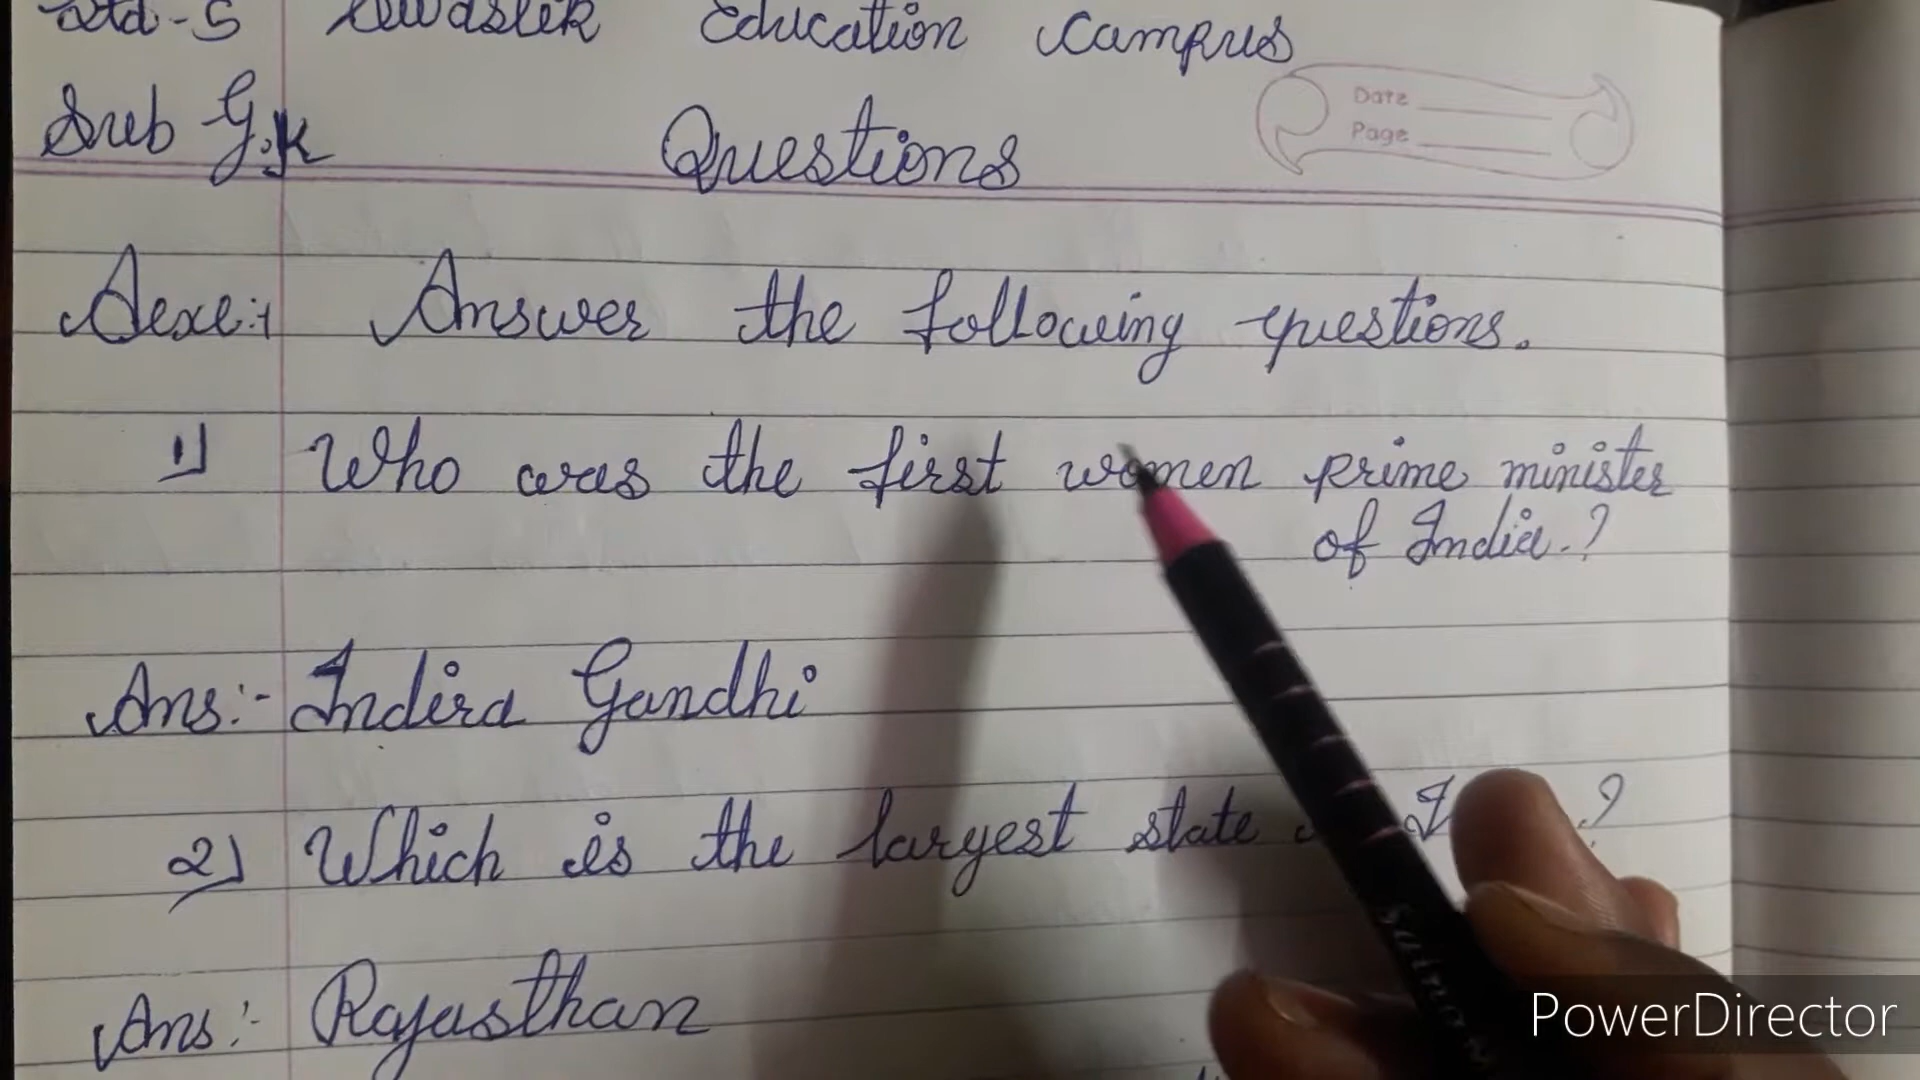 Std-5 Swastik Education Campus
Sub G.K
Questions
Date
Page
A exe:1 Answer the following questions.
1) Who was the first women prime minister
of India.?
Ans:- Indira Gandhi
2) Which is the largest state ?
Ans:- Rajasthan
PowerDirector